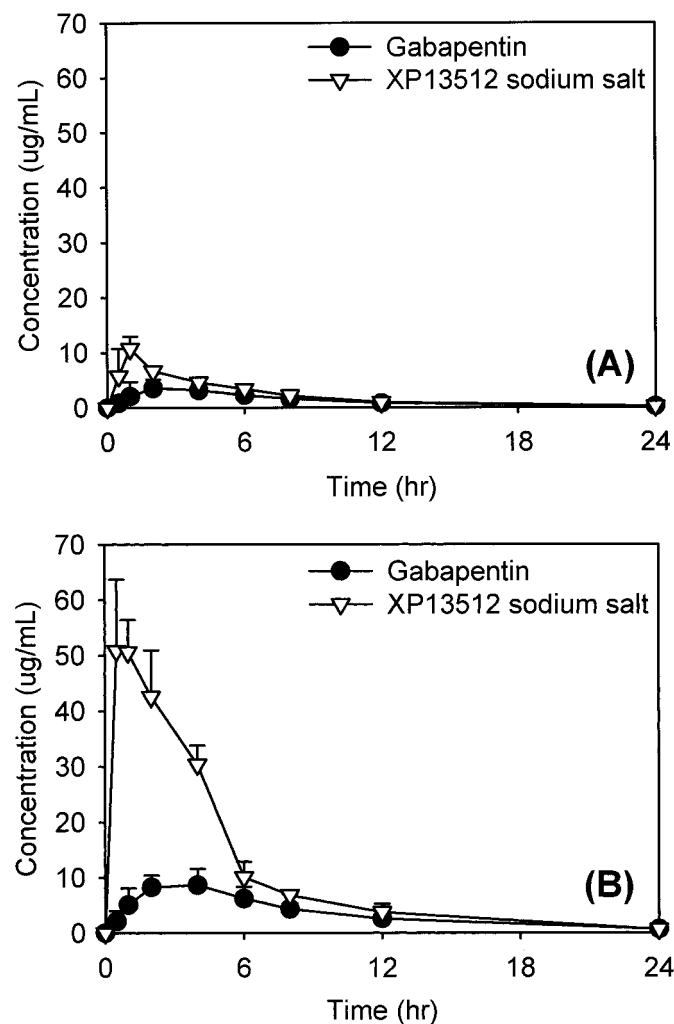 70
Gabapentin
60
XP13512 sodium salt
50
40
30
20
10
0
Concentration (ug/mL)
(A)
0 6 12 18 24
Time (hr)
70
Gabapentin
60
XP13512 sodium salt
50
40
30
20
10
0
Concentration (ug/mL)
(B)
0 6 12 18 24
Time (hr)